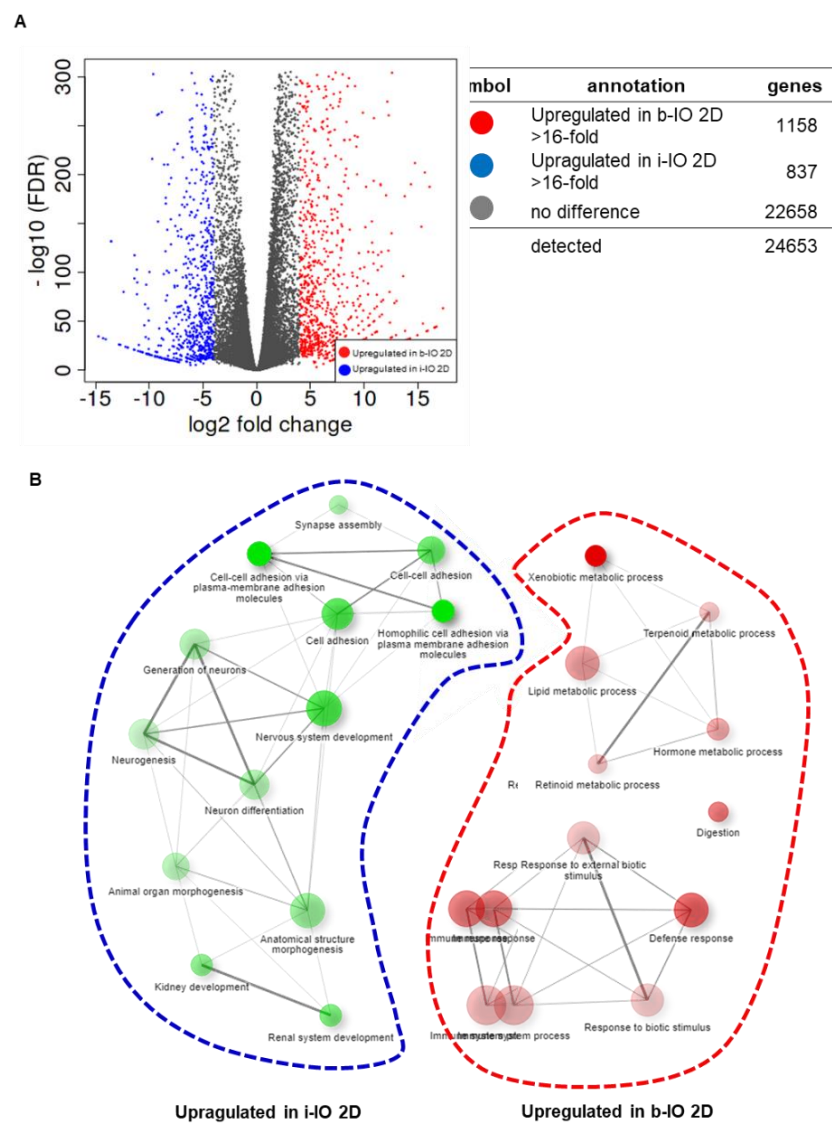 A
300
200
100
50
0
- log10 (FDR)
-15
-10
-5
0
5
10
15
log2 fold change
Upregulated in b-IO 2D
Upragulated in i-IO 2D
mbol annotation genes
Upregulated in b-IO 2D
>16-fold
1158
Upragulated in i-IO 2D
>16-fold
837
no difference 22658
detected 24653
B
Synapse assembly
Cell-cell adhesion via
plasma-membrane adhesion
molecules
Cell-cell adhesion
Cell adhesion
Homophilic cell adhesion via
plasma membrane adhesion
molecules
Generation of neurons
Nervous system development
Neurogenesis
Neuron differentiation
Animal organ morphogenesis
Anatomical structure
morphogenesis
Kidney development
Renal system development
Xenobiotic metabolic process
Terpenoid metabolic process
Lipid metabolic process
Hormone metabolic process
Retinoid metabolic process
Digestion
Response to external biotic
stimulus
response
Defense response
system process
Response to biotic stimulus
Upragulated in i-IO 2D
Upregulated in b-IO 2D